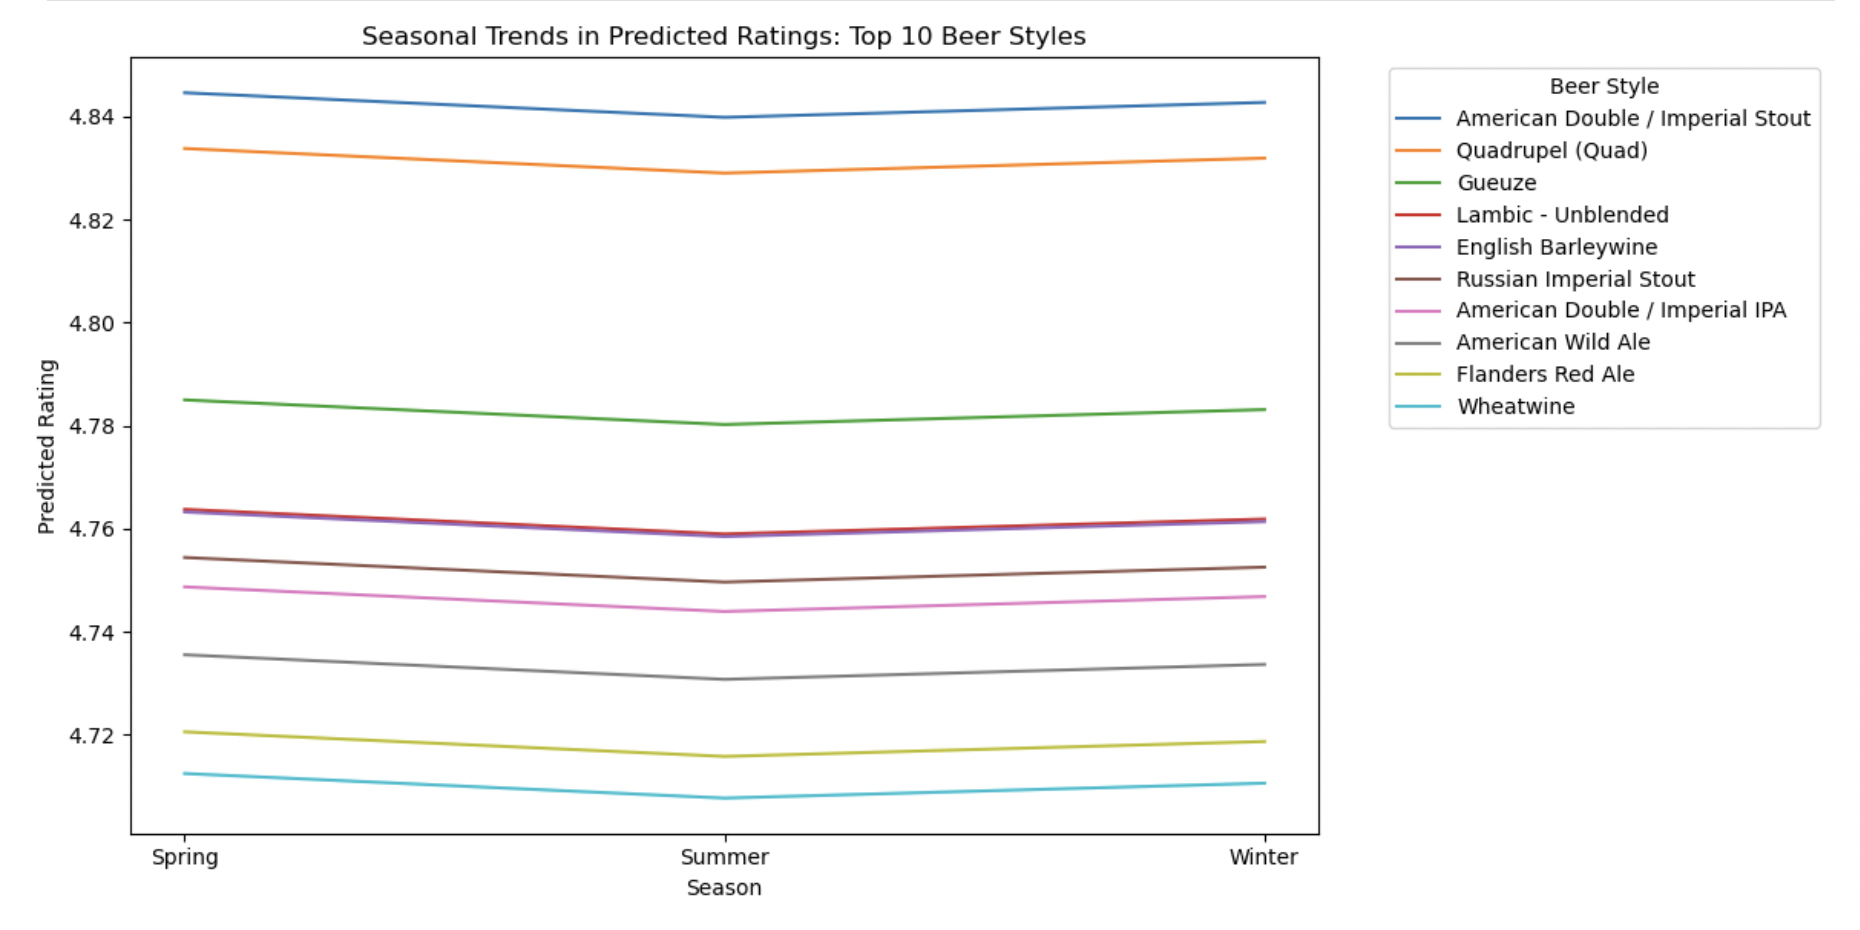 Seasonal Trends in Predicted Ratings: Top 10 Beer Styles
Predicted Rating
4.84
4.82
4.80
4.78
4.76
4.74
4.72
Spring
Summer
Winter
Season
Beer Style
American Double / Imperial Stout
Quadrupel (Quad)
Gueuze
Lambic - Unblended
English Barleywine
Russian Imperial Stout
American Double / Imperial IPA
American Wild Ale
Flanders Red Ale
Wheatwine